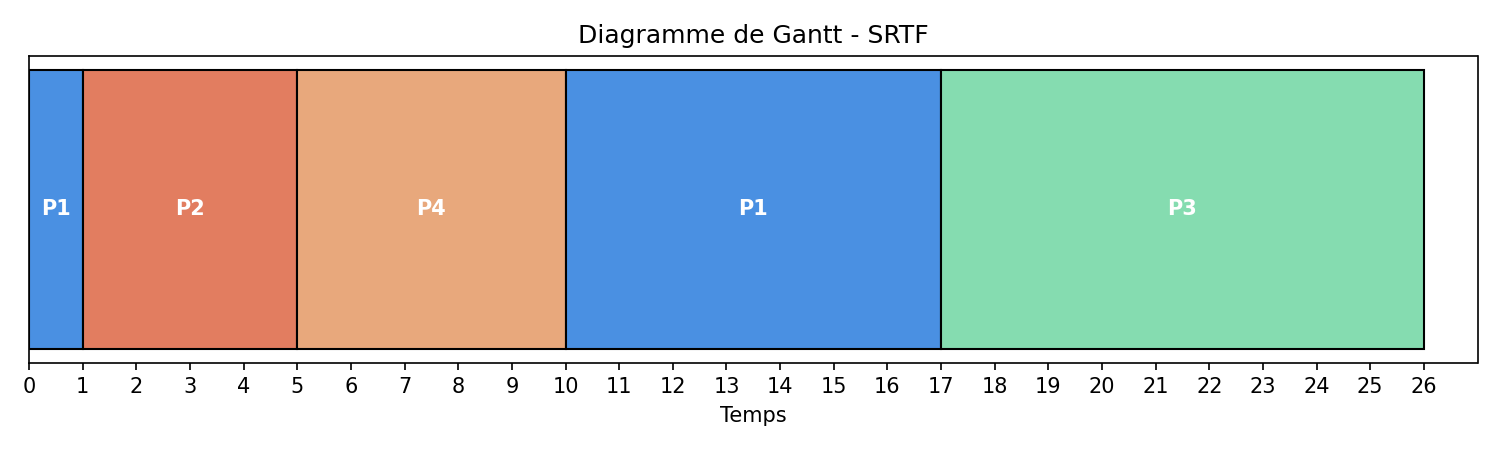 Diagramme de Gantt - SRTF
P1 P2 P4 P1 P3
0 1 2 3 4 5 6 7 8 9 10 11 12 13 14 15 16 17 18 19 20 21 22 23 24 25 26
Temps